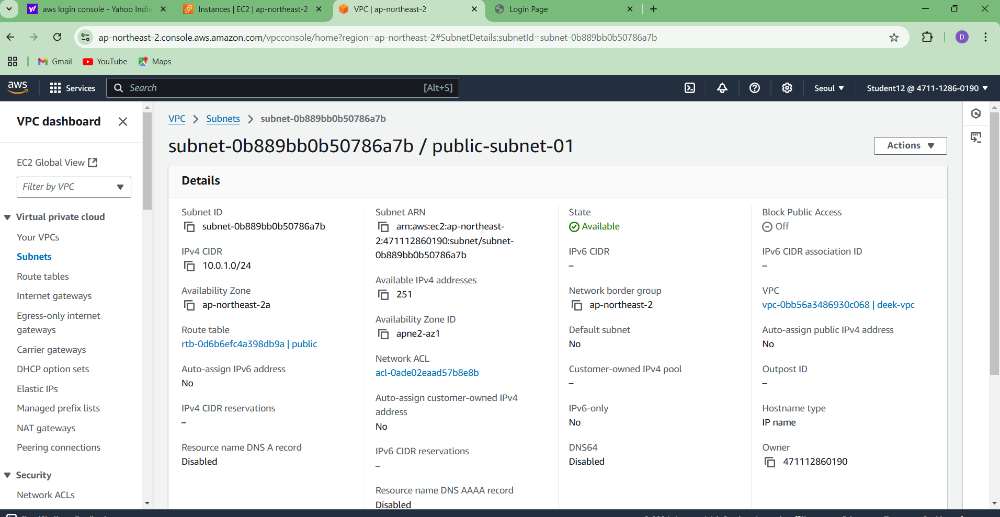 aws login console - Yahoo India
Instances | EC2 | ap-northeast-2
VPC | ap-northeast-2
Login Page
ap-northeast-2.console.aws.amazon.com/vpcconsole/home?region=ap-northeast-2#SubnetDetails:subnetId=subnet-0b889bb0b50786a7b
D
Gmail
YouTube
Maps
aws
Services
Search
[Alt+S]
Seoul
Student12 @ 4711-1286-0190
VPC dashboard
EC2 Global View
Filter by VPC
Virtual private cloud
Your VPCs
Subnets
Route tables
Internet gateways
Egress-only internet
gateways
Carrier gateways
DHCP option sets
Elastic IPs
Managed prefix lists
NAT gateways
Peering connections
Security
Network ACLs
VPC
Subnets
subnet-0b889bb0b50786a7b
subnet-0b889bb0b50786a7b / public-subnet-01
Actions
Details
Subnet ID
subnet-0b889bb0b50786a7b
IPv4 CIDR
10.0.1.0/24
Availability Zone
ap-northeast-2a
Route table
rtb-0d6b6efc4a398db9a | public
Auto-assign IPv6 address
No
IPv4 CIDR reservations
–
Resource name DNS A record
Disabled
Subnet ARN
arn:aws:ec2:ap-northeast-
2:471112860190:subnet/subnet-
0b889bb0b50786a7b
Available IPv4 addresses
251
Availability Zone ID
apne2-az1
Network ACL
acl-0ade02eaad57b8e8b
Auto-assign customer-owned IPv4
address
No
IPv6 CIDR reservations
–
Resource name DNS AAAA record
Disabled
State
Available
IPv6 CIDR
–
Network border group
ap-northeast-2
Default subnet
No
Customer-owned IPv4 pool
–
IPv6-only
No
DNS64
Disabled
Block Public Access
Off
IPv6 CIDR association ID
–
VPC
vpc-0bb56a3486930c068 | deek-vpc
Auto-assign public IPv4 address
No
Outpost ID
–
Hostname type
IP name
Owner
471112860190